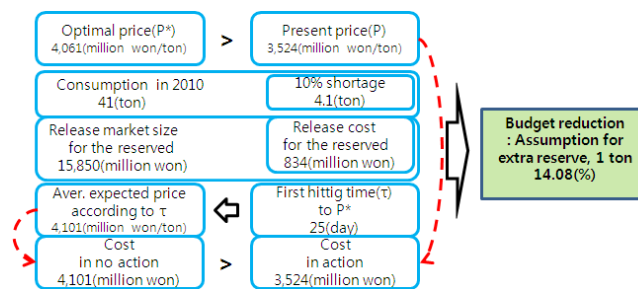 Optimal price(P*)
4,061(million won/ton)
>
Present price(P)
3,524(million won/ton)
Consumption in 2010
41(ton)
10% shortage
4.1(ton)
Release market size
for the reserved
15,850(million won)
Release cost
for the reserved
834(million won)
Aver. expected price
according to τ
4,101(million won/ton)
First hittig time(τ)
to P*
25(day)
Cost
in no action
4,101(million won)
>
Cost
in action
3,524(million won)
Budget reduction
: Assumption for
extra reserve, 1 ton
14.08(%)